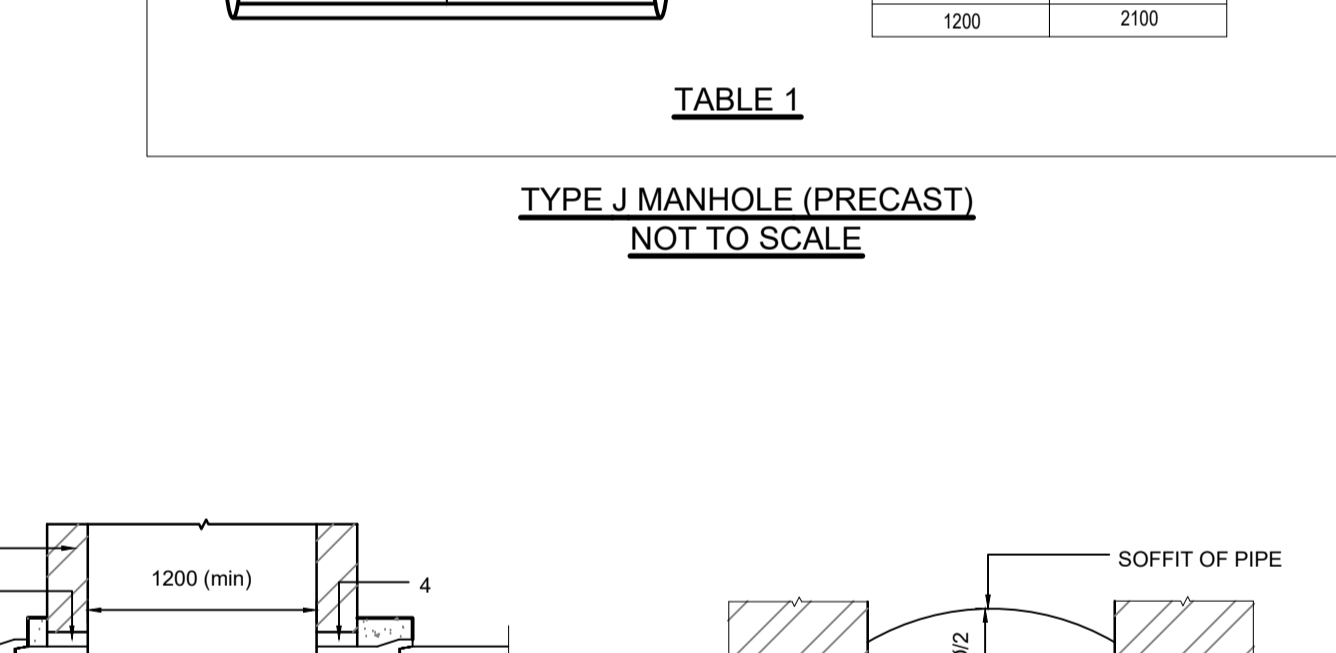 1200 2100
TABLE 1
TYPE J MANHOLE (PRECAST)
NOT TO SCALE
1200 (min)
4
SOFFIT OF PIPE